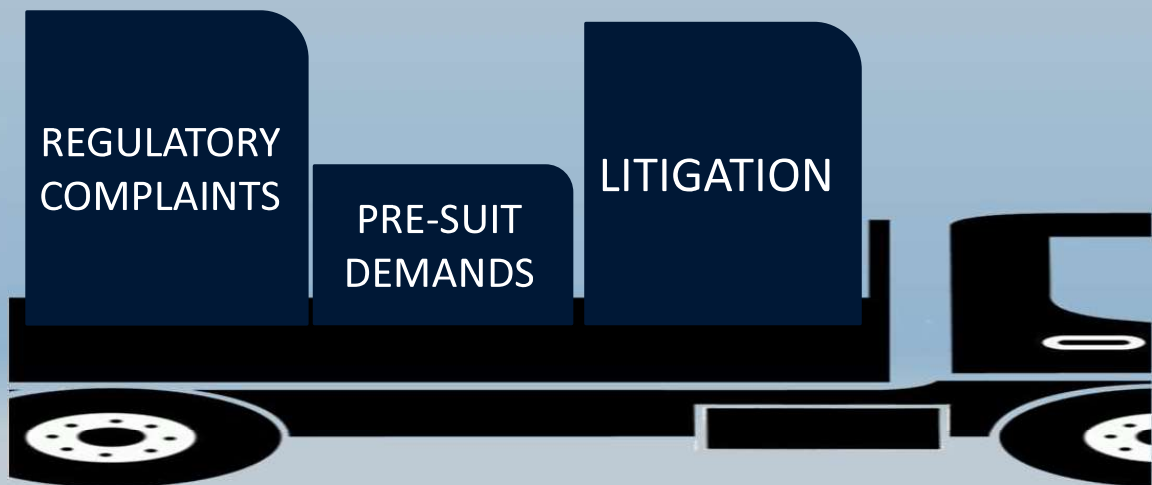 REGULATORY
COMPLAINTS
PRE-SUIT
DEMANDS
LITIGATION